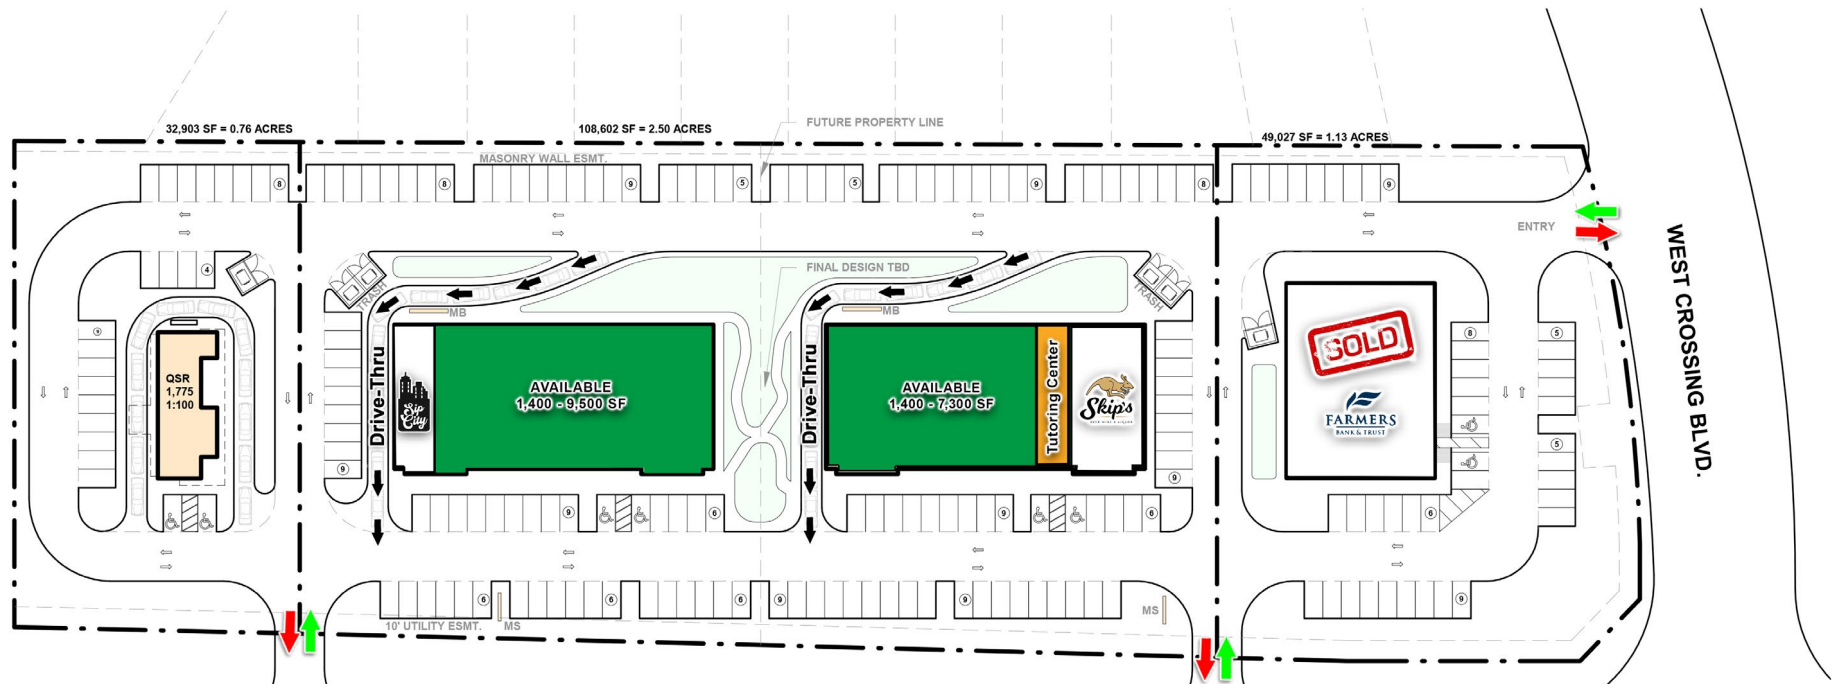 32,903 SF = 0.76 ACRES
108,602 SF = 2.50 ACRES
FUTURE PROPERTY LINE
49,027 SF = 1.13 ACRES
MASONRY WALL ESMT.
8
8
9
5
5
9
8
9
ENTRY
WEST CROSSING BLVD.
4
TRASH
FINAL DESIGN TBD
TRASH
MB
MB
9
QSR
1,775
1:100
Drive-Thru
Sip
City
AVAILABLE
1,400 - 9,500 SF
Drive-Thru
AVAILABLE
1,400 - 7,300 SF
Tutoring Center
Skip's
SOLD
FARMERS
BANK & TRUST
8
5
5
9
9
9
6
9
6
6
6
6
6
9
9
9
10' UTILITY ESMT.
MS
MS